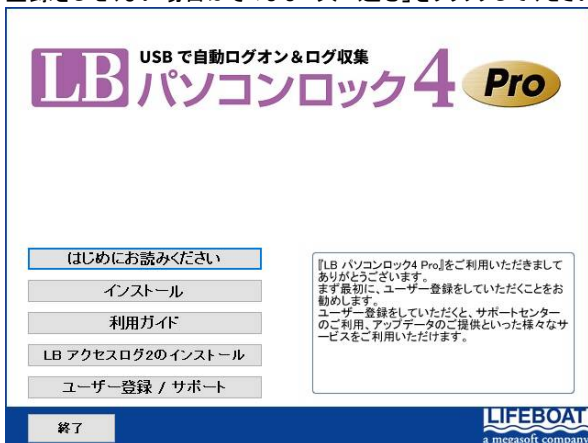 USB で自動ログオン＆ログ収集
LB パソコンロック4 Pro
はじめにお読みください
インストール
利用ガイド
LB アクセスログ2のインストール
ユーザー登録 / サポート
『LB パソコンロック4 Pro』をご利用いただきまして
ありがとうございます。
まず最初に、ユーザー登録をしていただくことをお
勧めします。
ユーザー登録をしていただくと、サポートセンター
のご利用、アップデータのご提供といった様々なサ
ービスをご利用いただけます。
終了
LIFEBOAT
a megasoft company